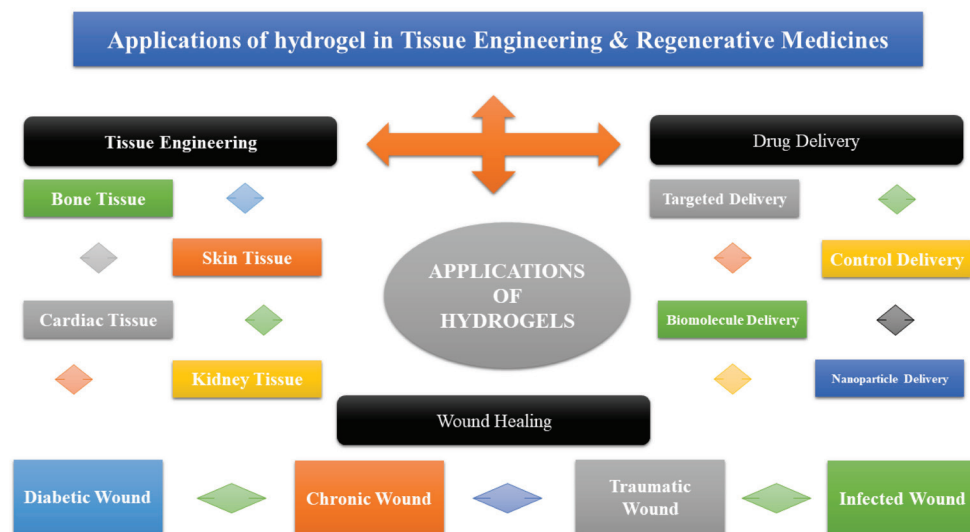 Applications of hydrogel in Tissue Engineering & Regenerative Medicines
Tissue Engineering
Bone Tissue
Skin Tissue
Cardiac Tissue
Kidney Tissue
APPLICATIONS
OF
HYDROGELS
Drug Delivery
Targeted Delivery
Control Delivery
Biomolecule Delivery
Nanoparticle Delivery
Wound Healing
Diabetic Wound
Chronic Wound
Traumatic
Wound
Infected Wound